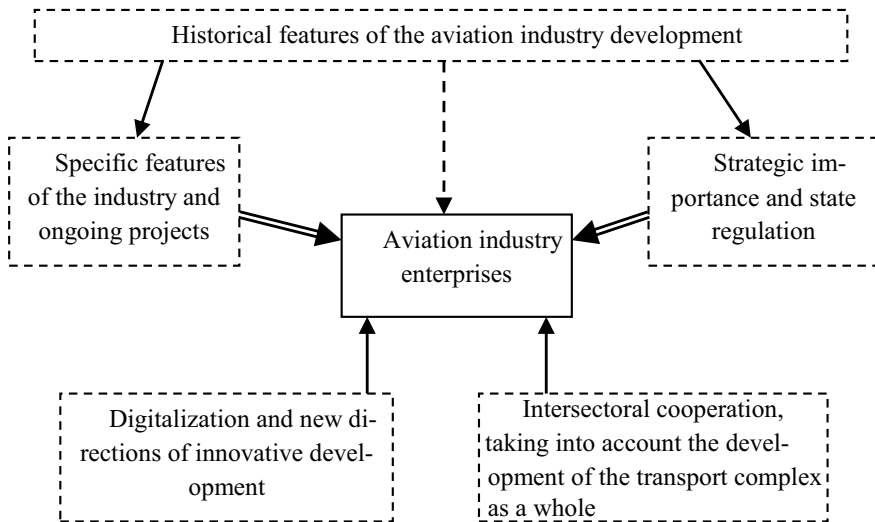 Historical features of the aviation industry development
Specific features
of the industry and
ongoing projects
Strategic im-
portance and state
regulation
Aviation industry
enterprises
Digitalization and new di-
rections of innovative devel-
opment
Intersectoral cooperation,
taking into account the devel-
opment of the transport complex
as a whole